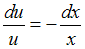 du/u = −dx/x